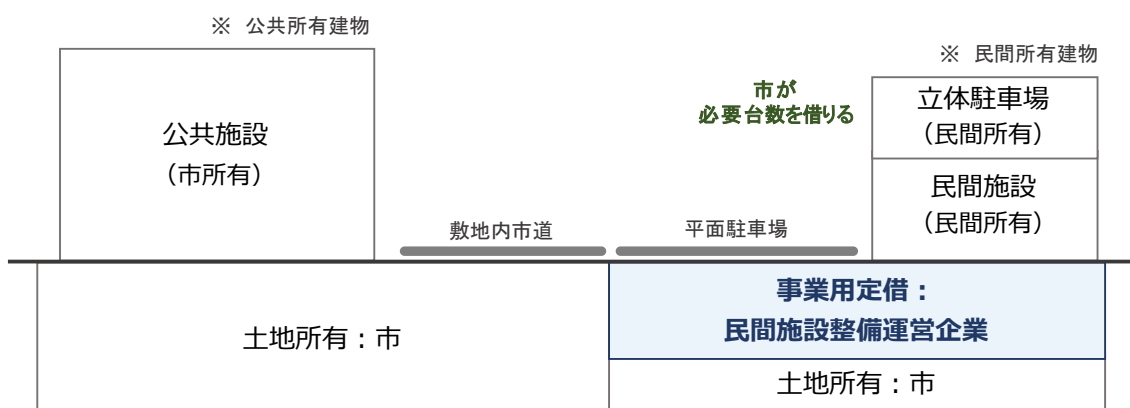 ※ 公共所有建物
公共施設
（市所有）
敷地内市道
平面駐車場
市が
必要台数を借りる
※ 民間所有建物
立体駐車場
（民間所有）
民間施設
（民間所有）
土地所有：市
事業用定借：
民間施設整備運営企業
土地所有：市